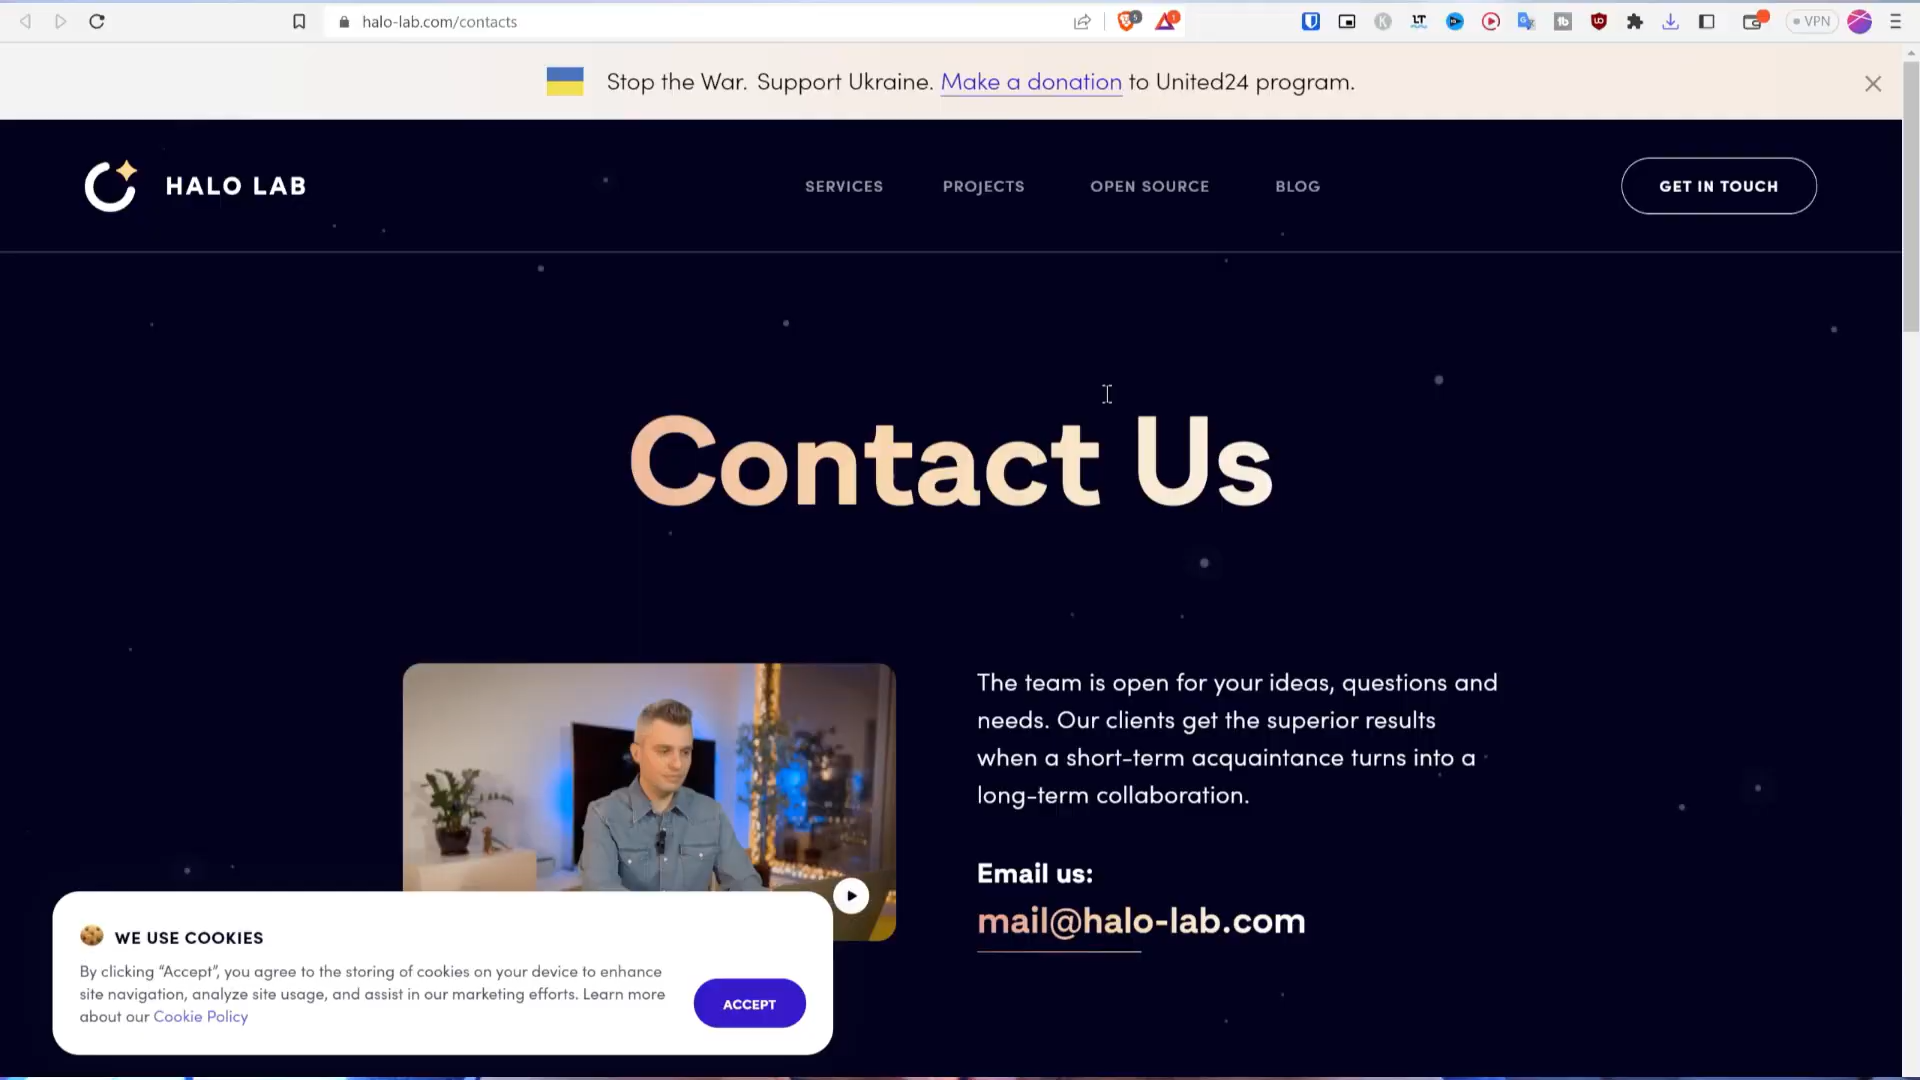 halo-lab.com/contacts
VPN
Stop the War. Support Ukraine. Make a donation to United24 program.
HALO LAB
SERVICES
PROJECTS
OPEN SOURCE
BLOG
GET IN TOUCH
Contact Us
The team is open for your ideas, questions and
needs. Our clients get the superior results
when a short-term acquaintance turns into a
long-term collaboration.
Email us:
mail@halo-lab.com
WE USE COOKIES
By clicking “Accept”, you agree to the storing of cookies on your device to enhance
site navigation, analyze site usage, and assist in our marketing efforts. Learn more
about our Cookie Policy
ACCEPT